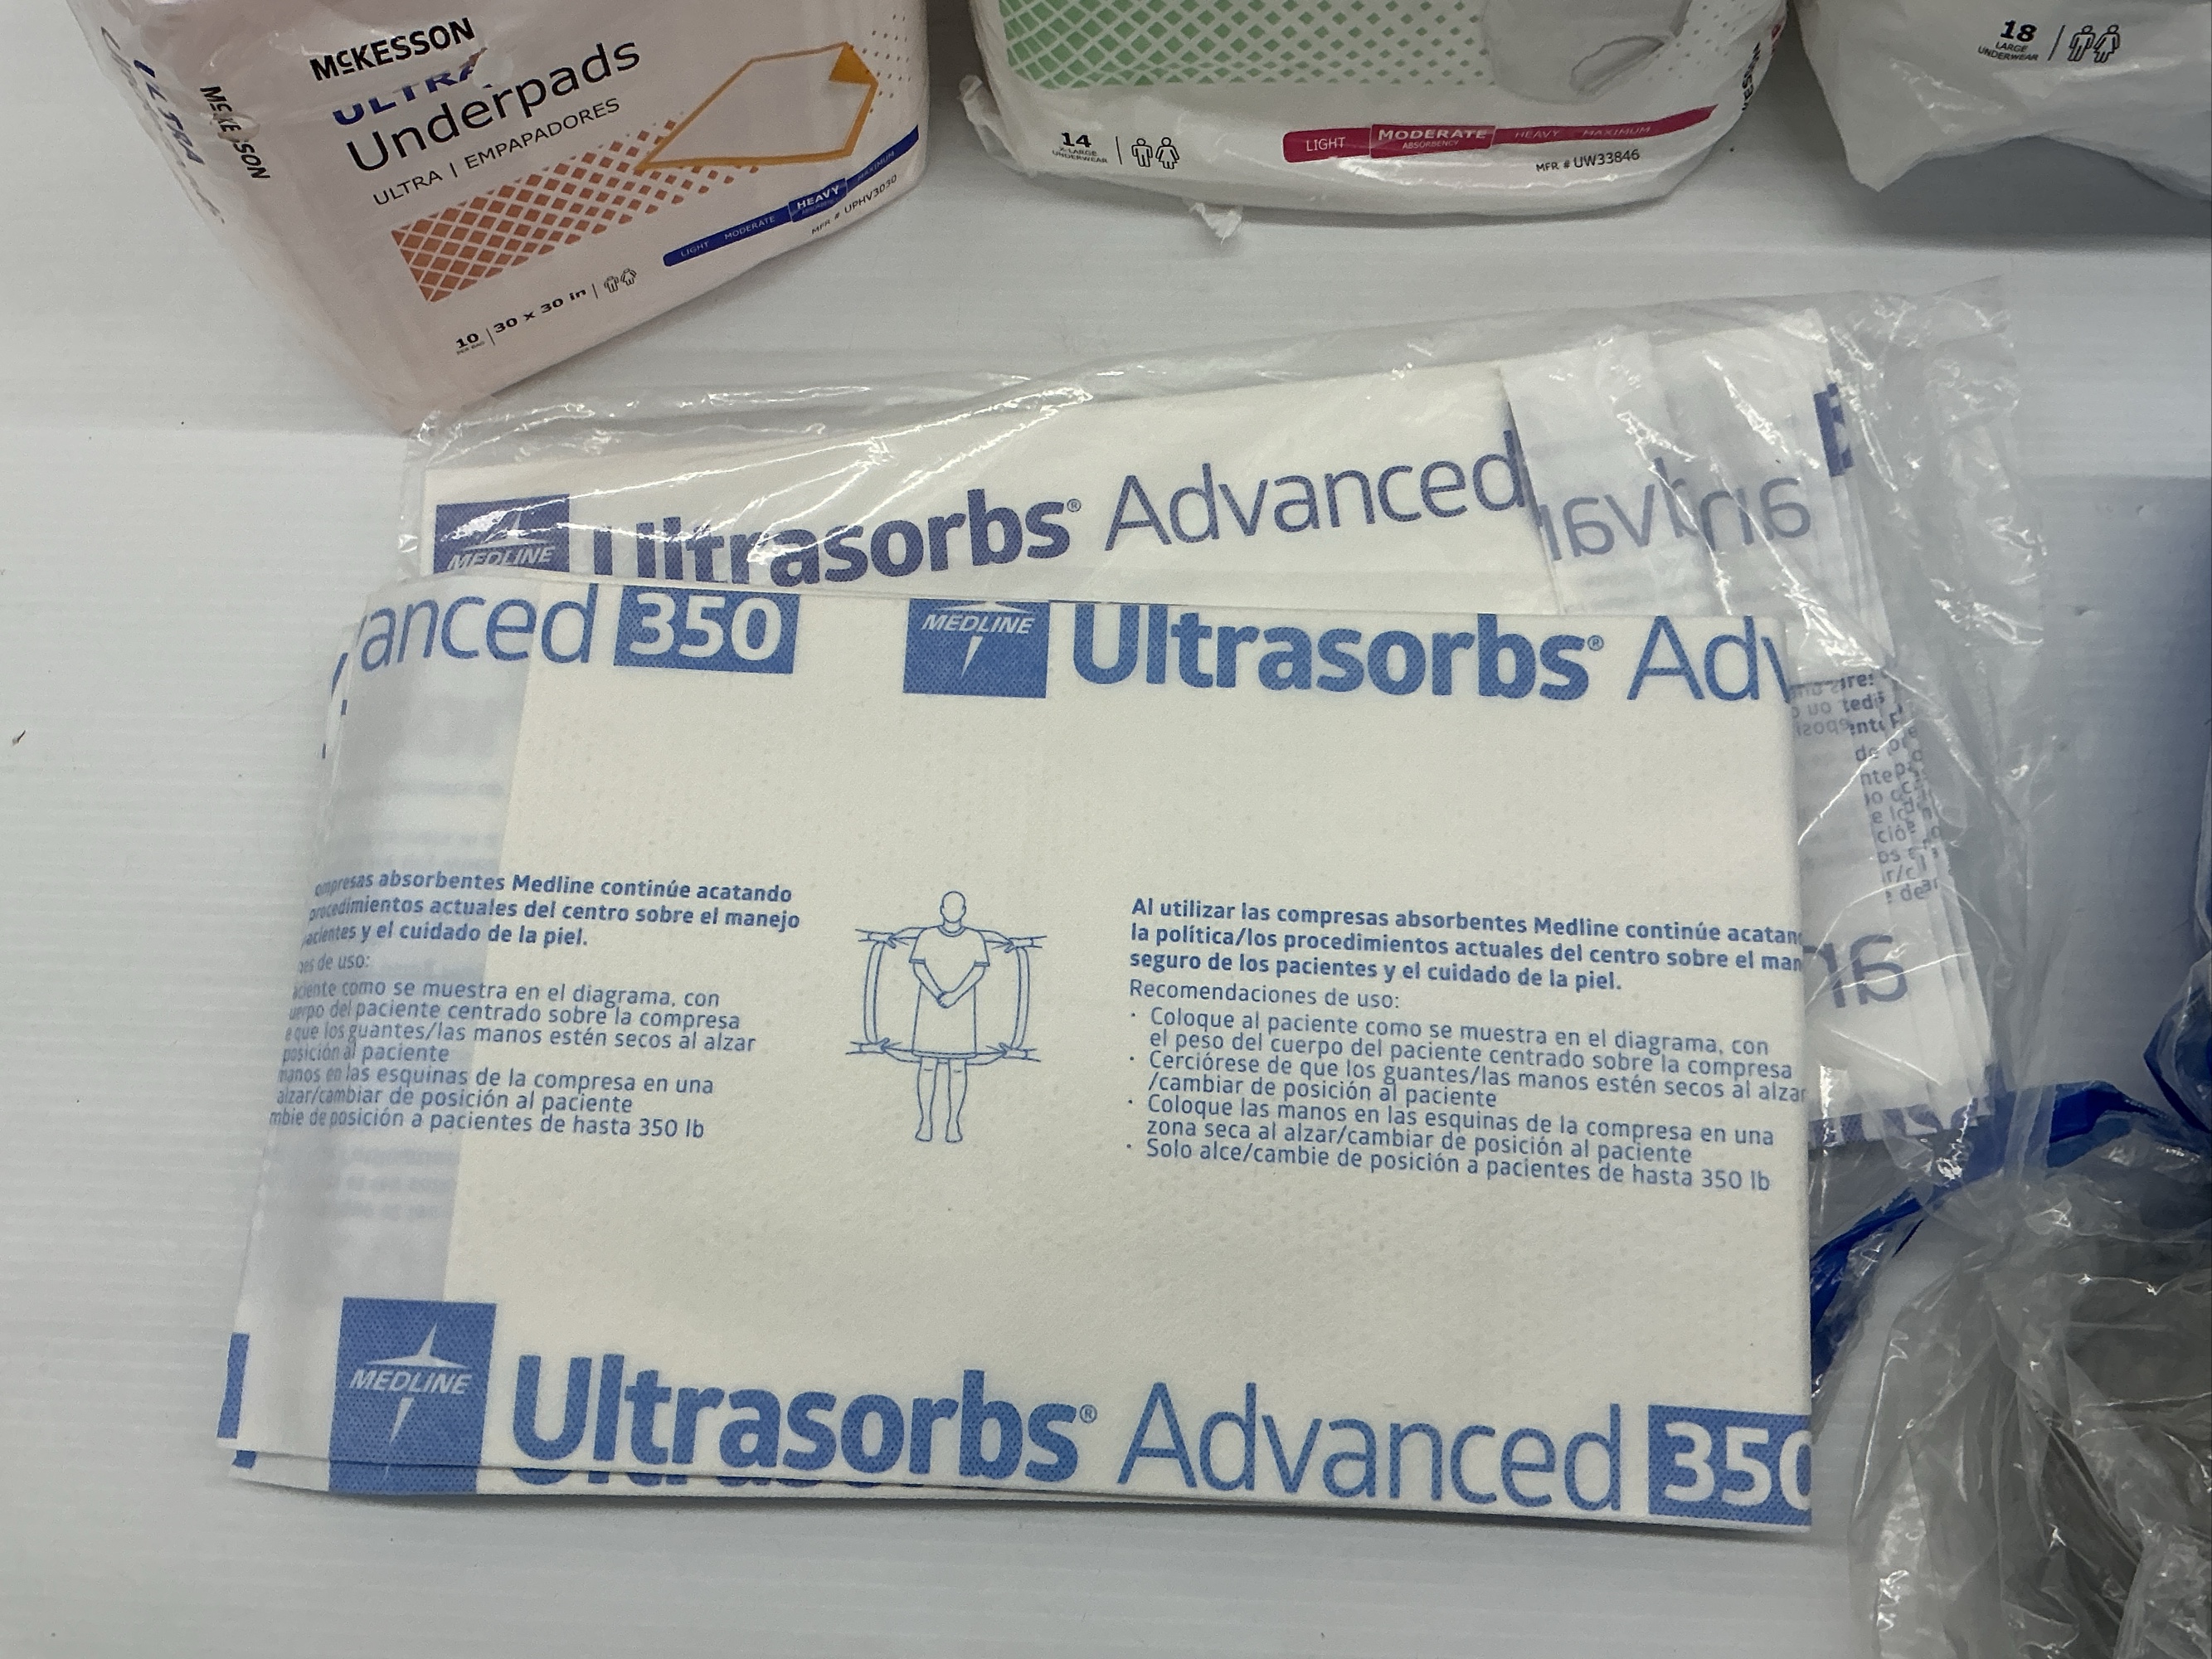 McKESSON
ULTRA
Underpads
ULTRA | EMPAPADORES
LIGHT MODERATE HEAVY MAXIMUM
MFR # UPHV3030
10 | 30 x 30 in
McKESSON
ULTRA
14
X-LARGE
UNDERWEAR
LIGHT MODERATE HEAVY MAXIMUM
ABSORBENCY
MFR # UW33846
18
LARGE
UNDERWEAR
MEDLINE Ultrasorbs® Advanced
anced 350 MEDLINE Ultrasorbs® Adv
compresas absorbentes Medline continúe acatando
procedimientos actuales del centro sobre el manejo
pacientes y el cuidado de la piel.
de uso:
como se muestra en el diagrama, con
del paciente centrado sobre la compresa
e que los guantes/las manos estén secos al alzar
posición al paciente
manos en las esquinas de la compresa en una
alzar/cambiar de posición al paciente
mbie de posición a pacientes de hasta 350 lb
Al utilizar las compresas absorbentes Medline continúe acatan
la política/los procedimientos actuales del centro sobre el man
seguro de los pacientes y el cuidado de la piel.
Recomendaciones de uso:
· Coloque al paciente como se muestra en el diagrama, con
el peso del cuerpo del paciente centrado sobre la compresa
· Cerciórese de que los guantes/las manos estén secos al alzar
/cambiar de posición al paciente
· Coloque las manos en las esquinas de la compresa en una
zona seca al alzar/cambiar de posición al paciente
· Solo alce/cambie de posición a pacientes de hasta 350 lb
MEDLINE Ultrasorbs® Advanced 350